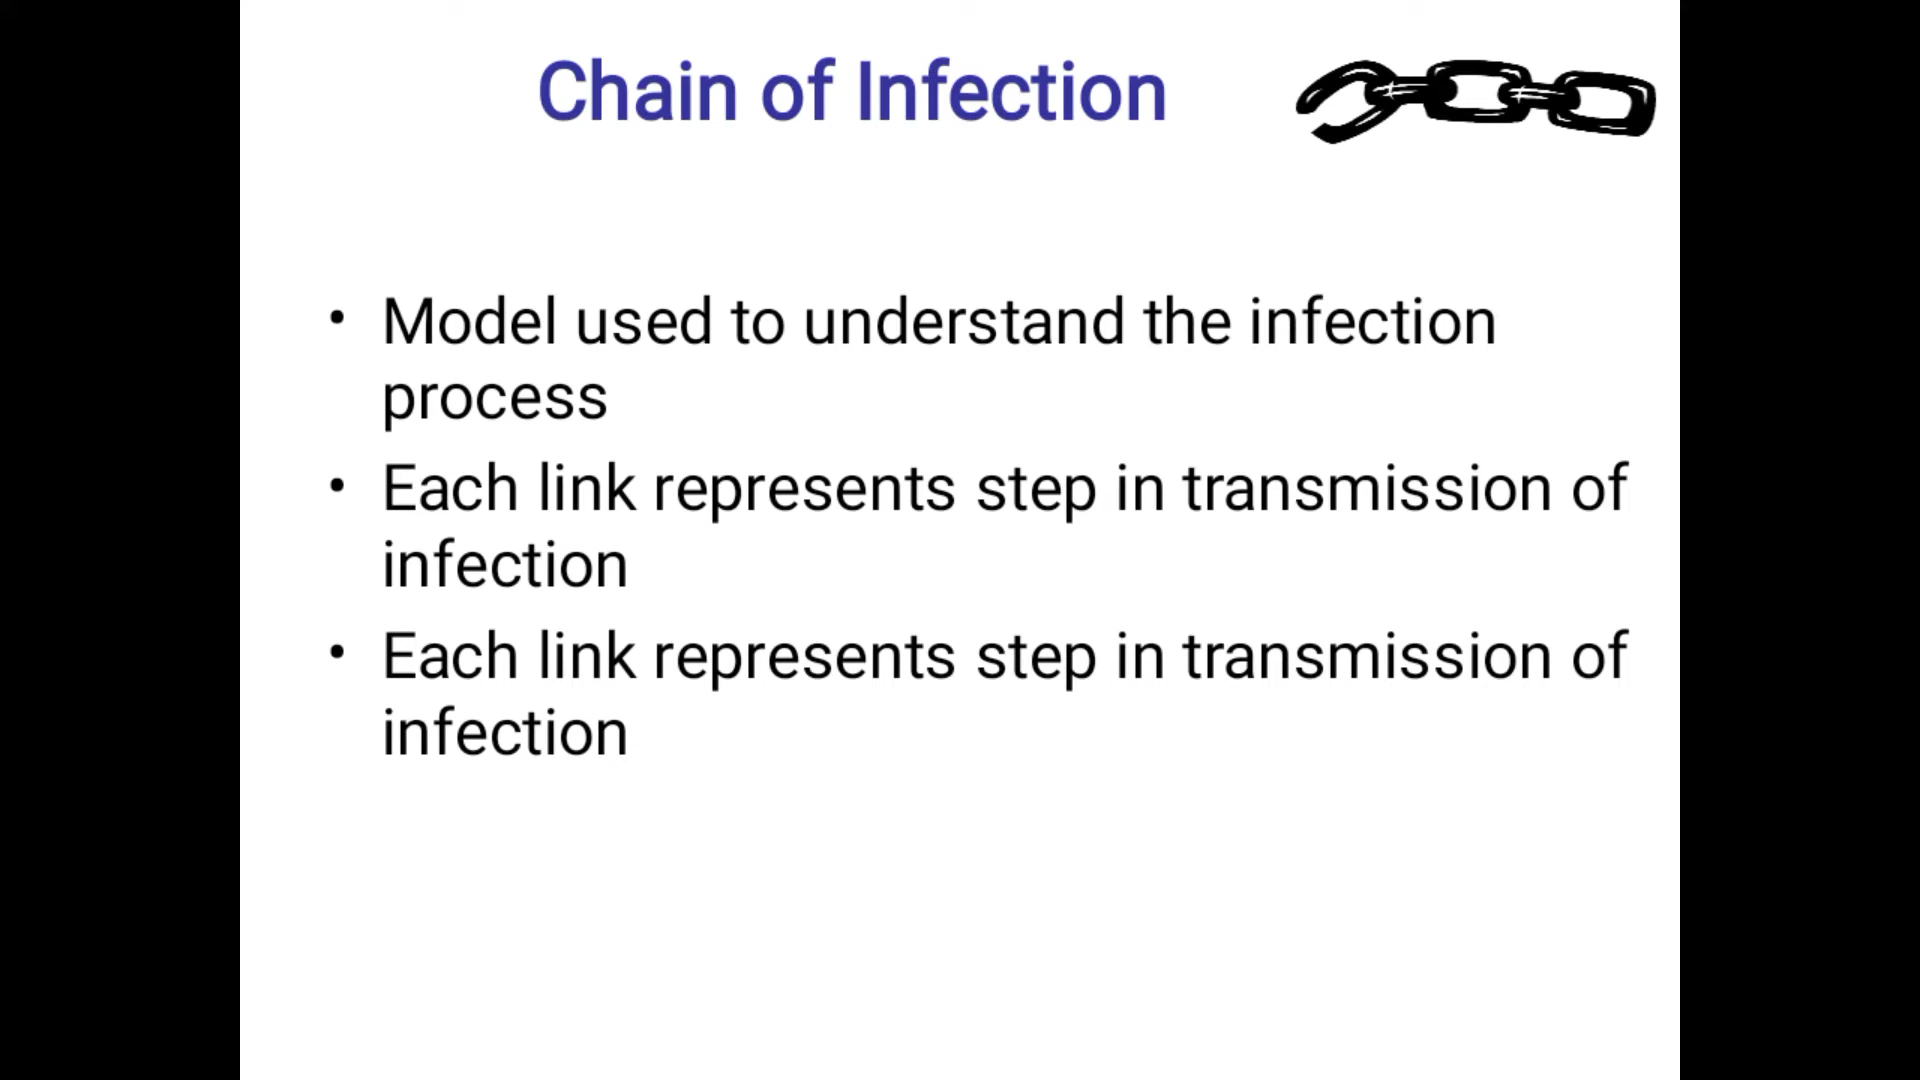 Chain of Infection
• Model used to understand the infection
process
• Each link represents step in transmission of
infection
• Each link represents step in transmission of
infection